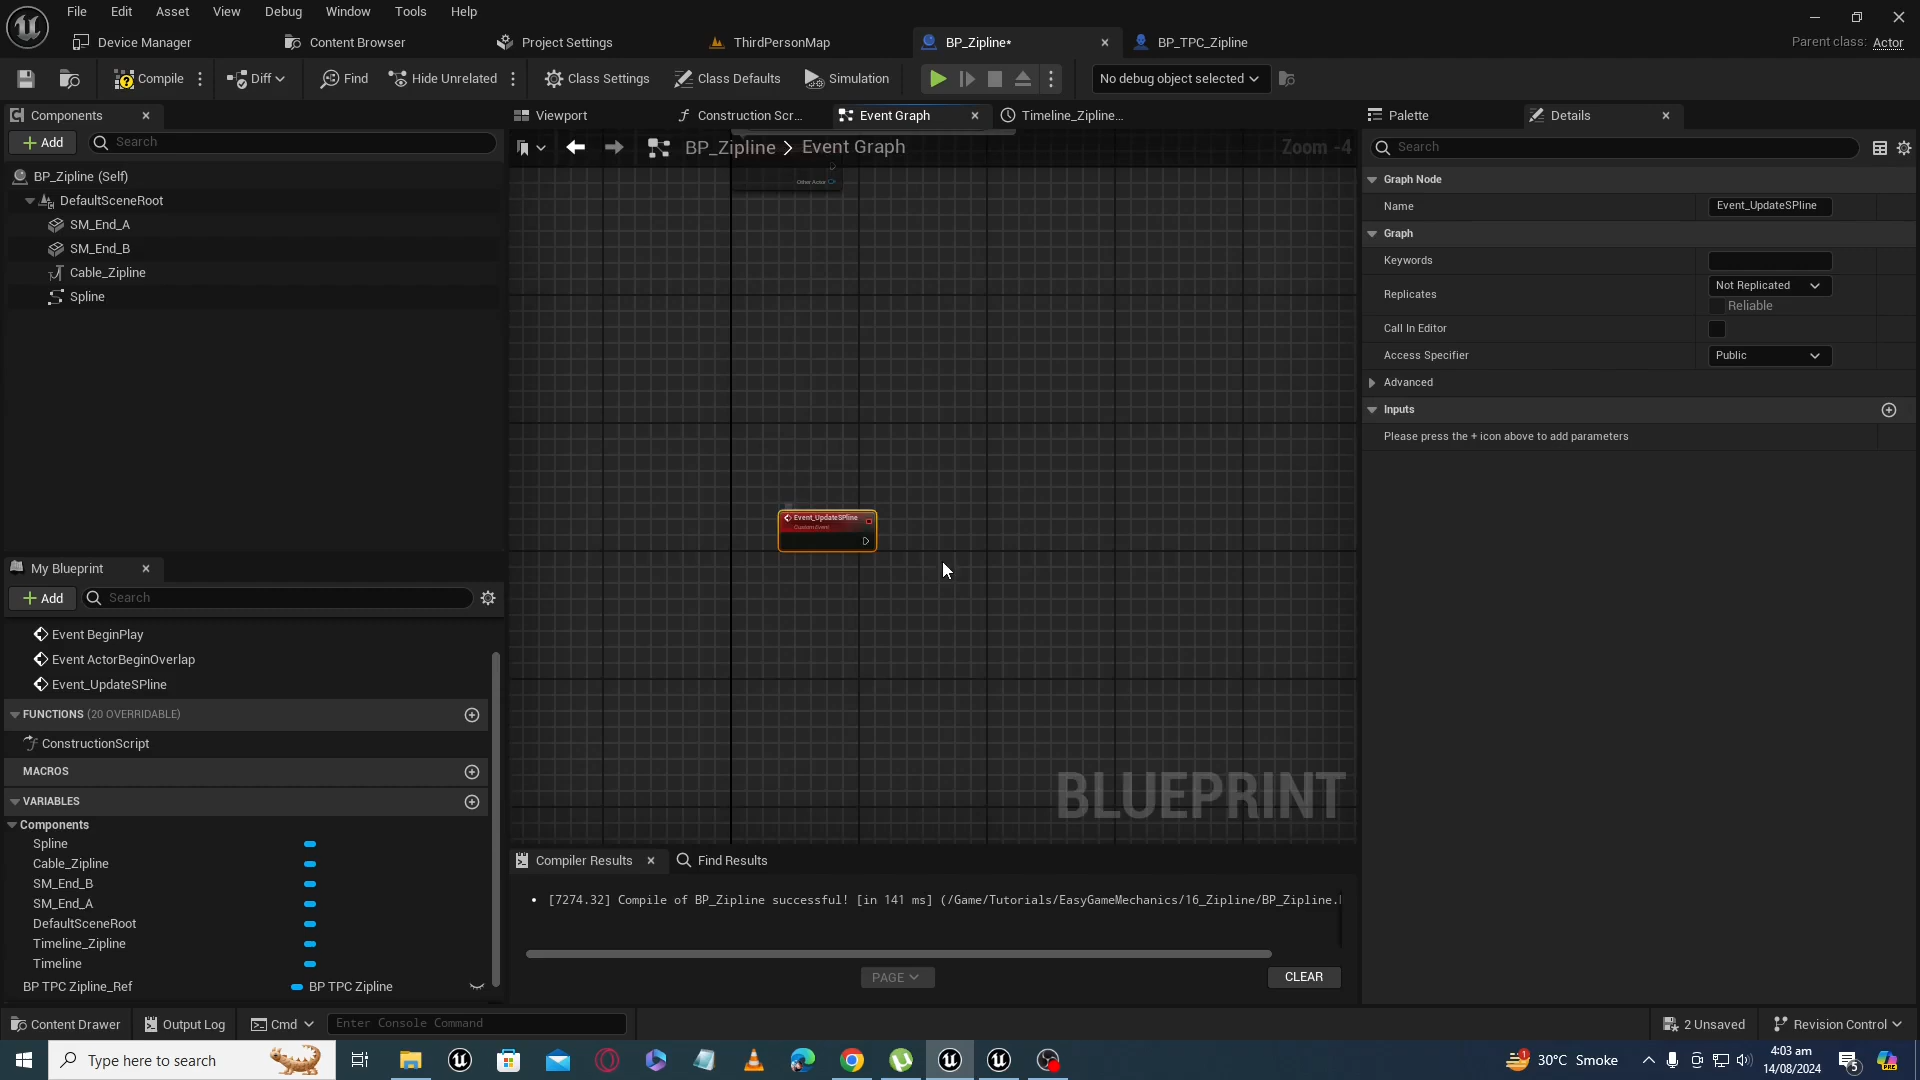 File Edit Asset View Debug Window Tools Help
Device Manager Content Browser Project Settings ThirdPersonMap BP_Zipline* BP_TPC_Zipline Parent class: Actor
Compile Diff Find Hide Unrelated Class Settings Class Defaults Simulation No debug object selected
Components Viewport Construction Scr... Event Graph Timeline_Zipline... Palette Details
Add Search BP_Zipline > Event Graph Zoom -4 Search
BP_Zipline (Self)
DefaultSceneRoot
SM_End_A
SM_End_B
Cable_Zipline
Spline
Other Actor
Graph Node
Name Event_UpdateSPline
Graph
Keywords
Replicates Not Replicated
Reliable
Call In Editor
Access Specifier Public
Advanced
Inputs
Please press the + icon above to add parameters
Event_UpdateSPline
Custom Event
BLUEPRINT
My Blueprint
Add Search
Event BeginPlay
Event ActorBeginOverlap
Event_UpdateSPline
FUNCTIONS (20 OVERRIDABLE)
ConstructionScript
MACROS
VARIABLES
Components
Spline
Cable_Zipline
SM_End_B
SM_End_A
DefaultSceneRoot
Timeline_Zipline
Timeline
BP TPC Zipline_Ref BP TPC Zipline
Compiler Results Find Results
[7274.32] Compile of BP_Zipline successful! [in 141 ms] (/Game/Tutorials/EasyGameMechanics/16_Zipline/BP_Zipline.
PAGE CLEAR
Content Drawer Output Log Cmd Enter Console Command 2 Unsaved Revision Control
Type here to search 30°C Smoke 4:03 am
14/08/2024